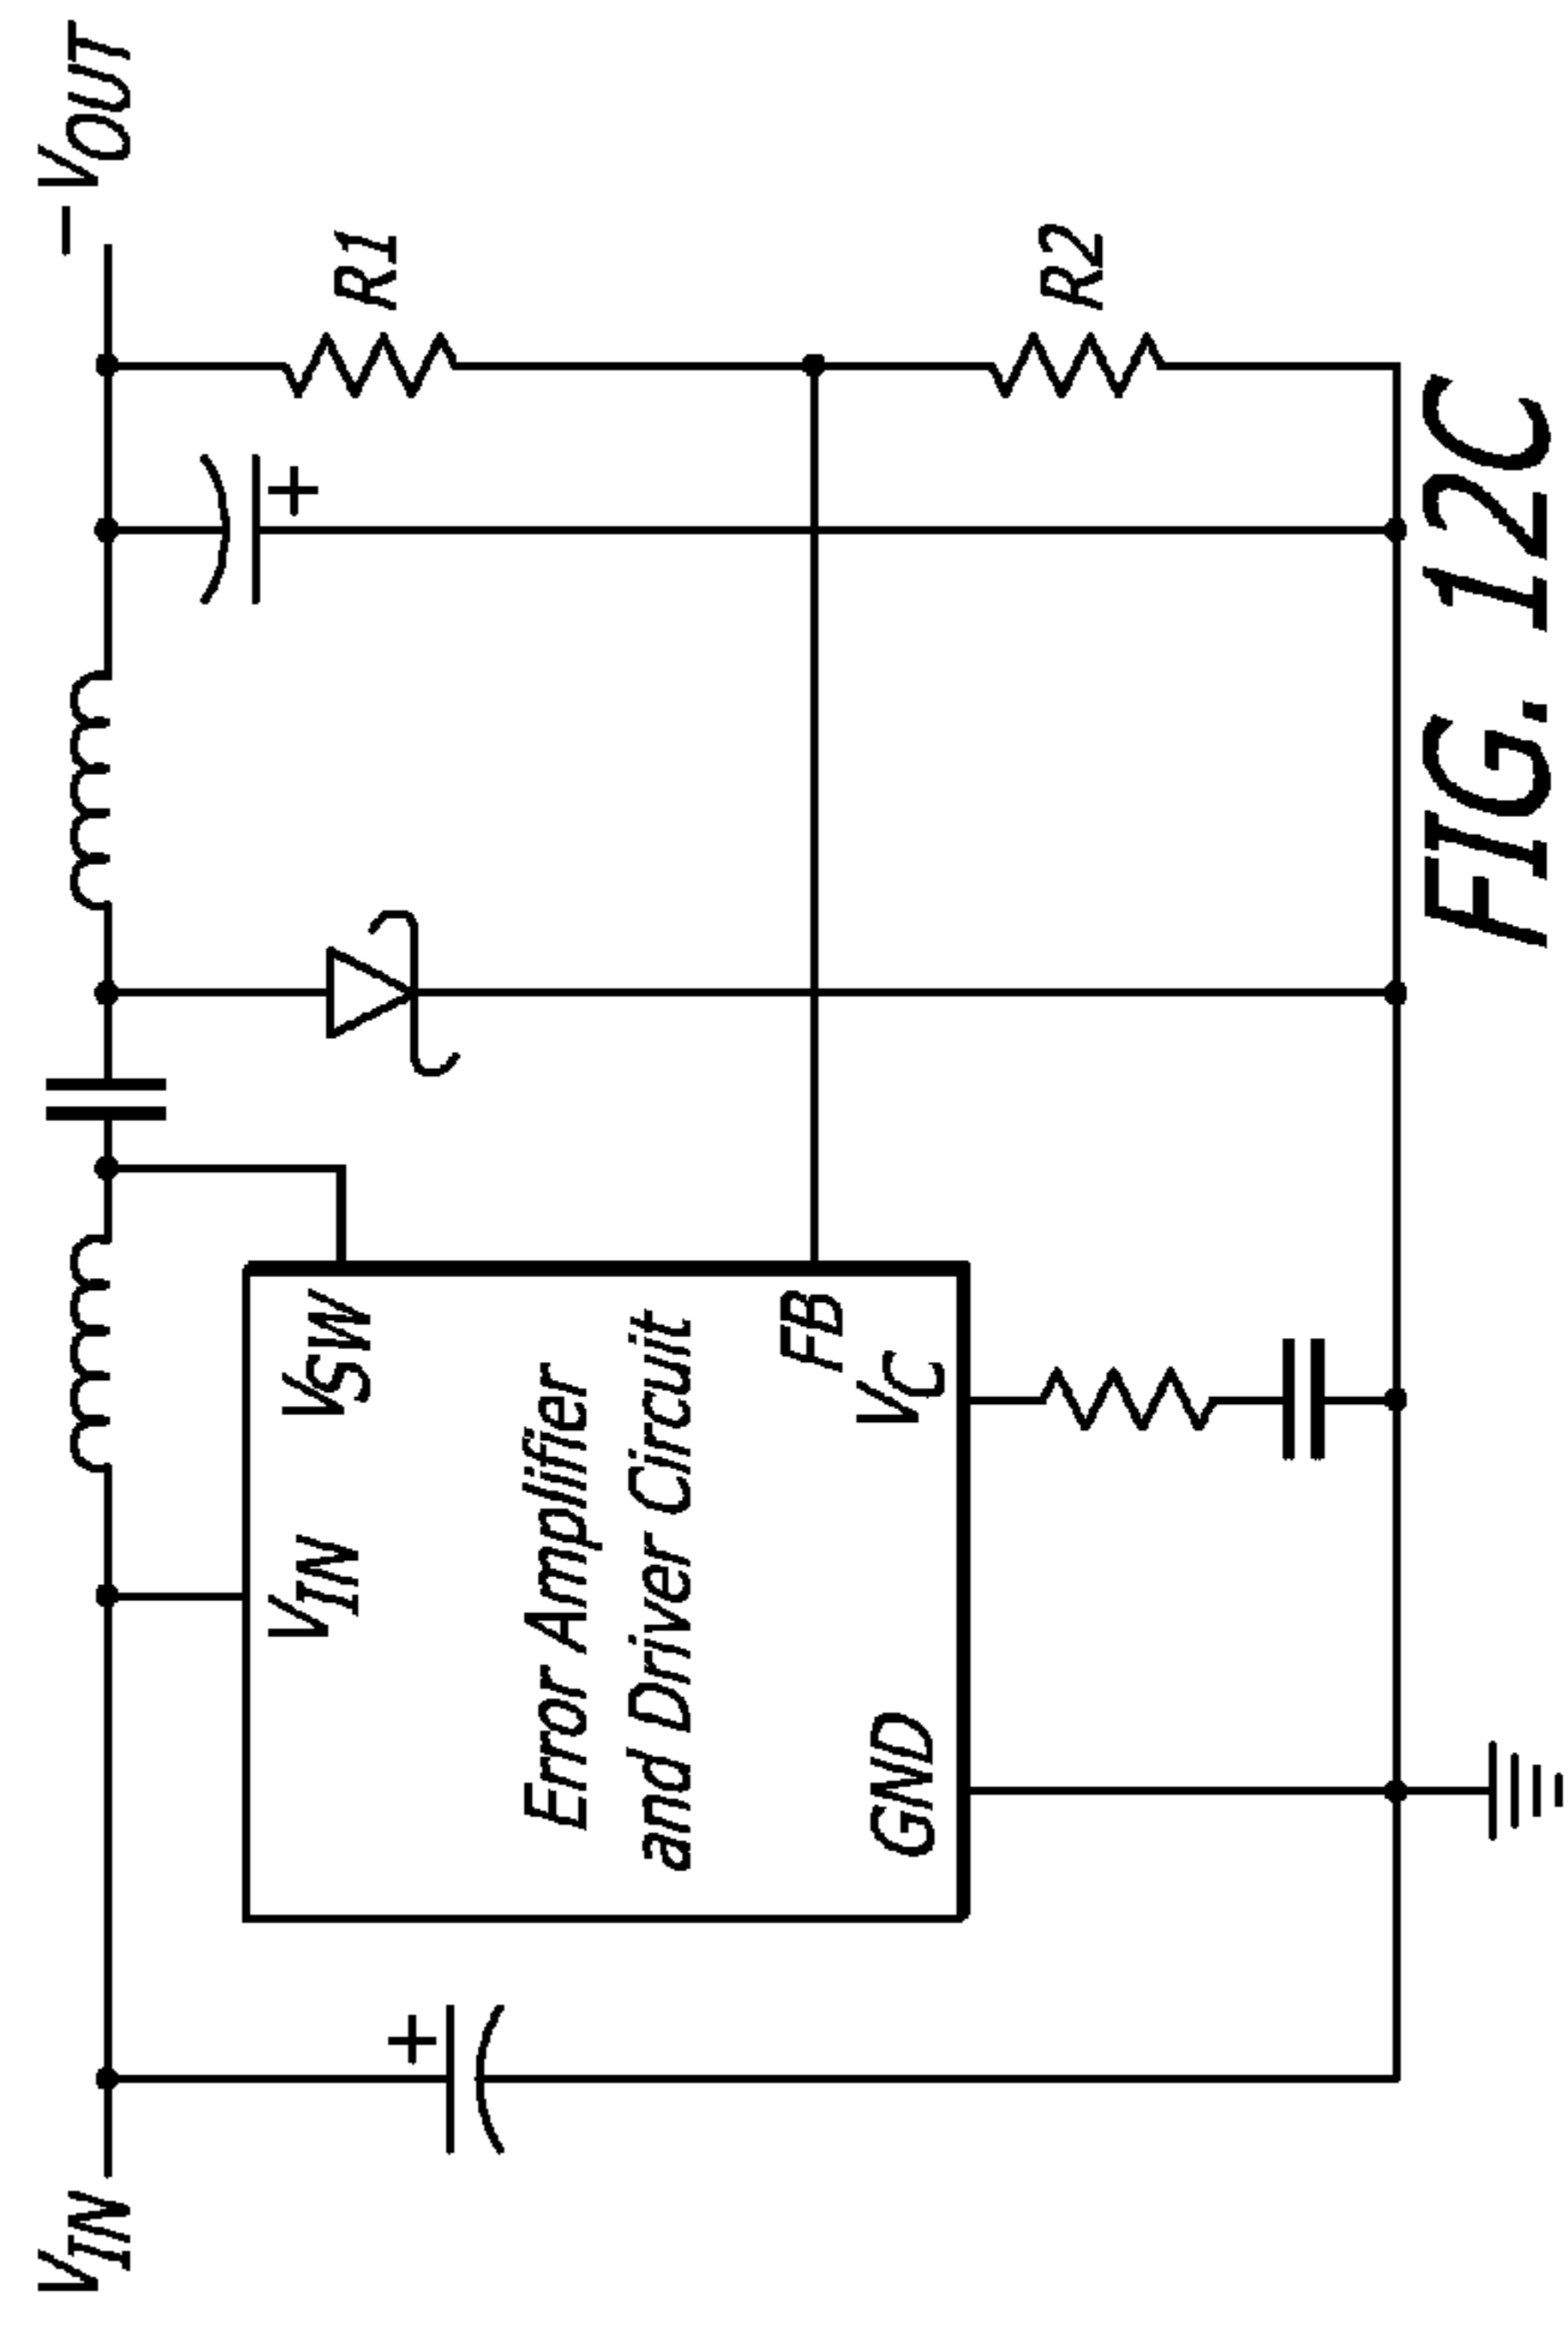 VIN
–VOUT
VIN
VSW
Error Amplifier
and Driver Circuit
GND
VC
FB
+
+
R1
R2
FIG. 12C